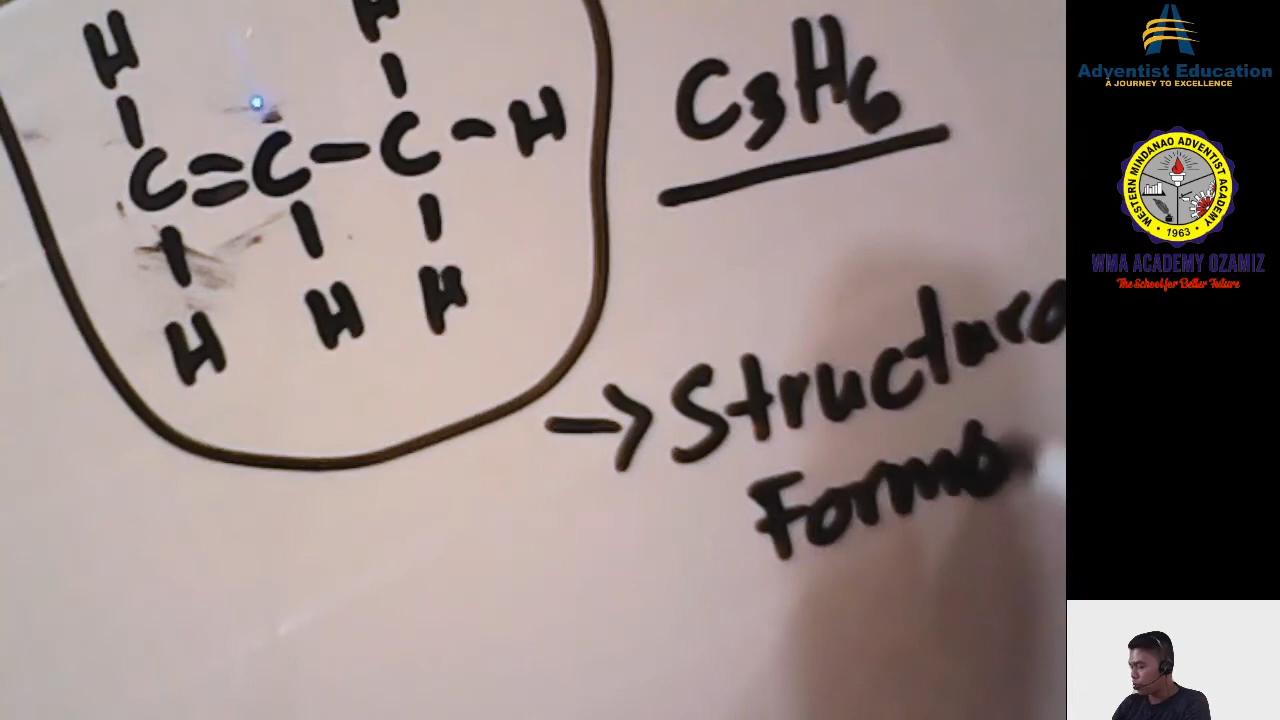 H
H
C=C-C-H
H H H
C3H6
→ Structura
Formu
Adventist Education
A JOURNEY TO EXCELLENCE
WESTERN MINDANAO ADVENTIST ACADEMY
• 1963 •
WMA ACADEMY OZAMIZ
The School for Better Future